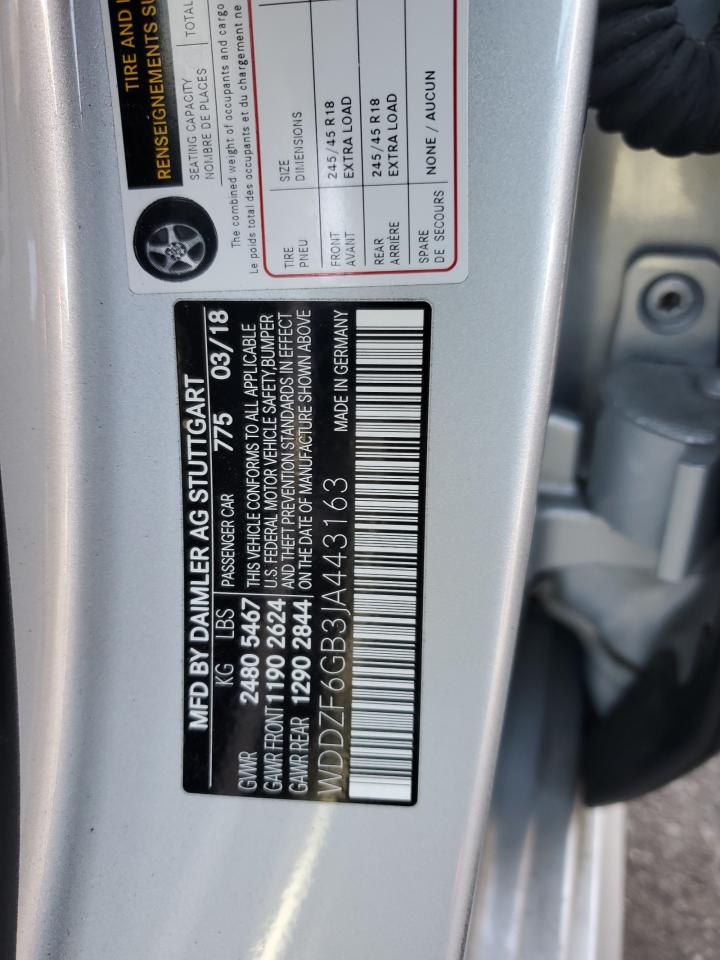 TIRE AND
RENSEIGNEMENTS
SEATING CAPACITY
NOMBRE DE PLACES
TOTAL
The combined weight of occupants and cargo
Le poids total des occupants et du chargement ne
TIRE SIZE
PNEU DIMENSIONS
FRONT 245/45 R18
AVANT EXTRA LOAD
REAR 245/45 R18
ARRIÈRE EXTRA LOAD
SPARE NONE / AUCUN
DE SECOURS
MFD BY DAIMLER AG STUTTGART
KG LBS PASSENGER CAR 775 03/18
GVWR 2480 5467 THIS VEHICLE CONFORMS TO ALL APPLICABLE
GAWR FRONT 1190 2624 U.S. FEDERAL MOTOR VEHICLE SAFETY, BUMPER
GAWR REAR 1290 2844 AND THEFT PREVENTION STANDARDS IN EFFECT
ON THE DATE OF MANUFACTURE SHOWN ABOVE
WDDZF6GB3JA443163 MADE IN GERMANY